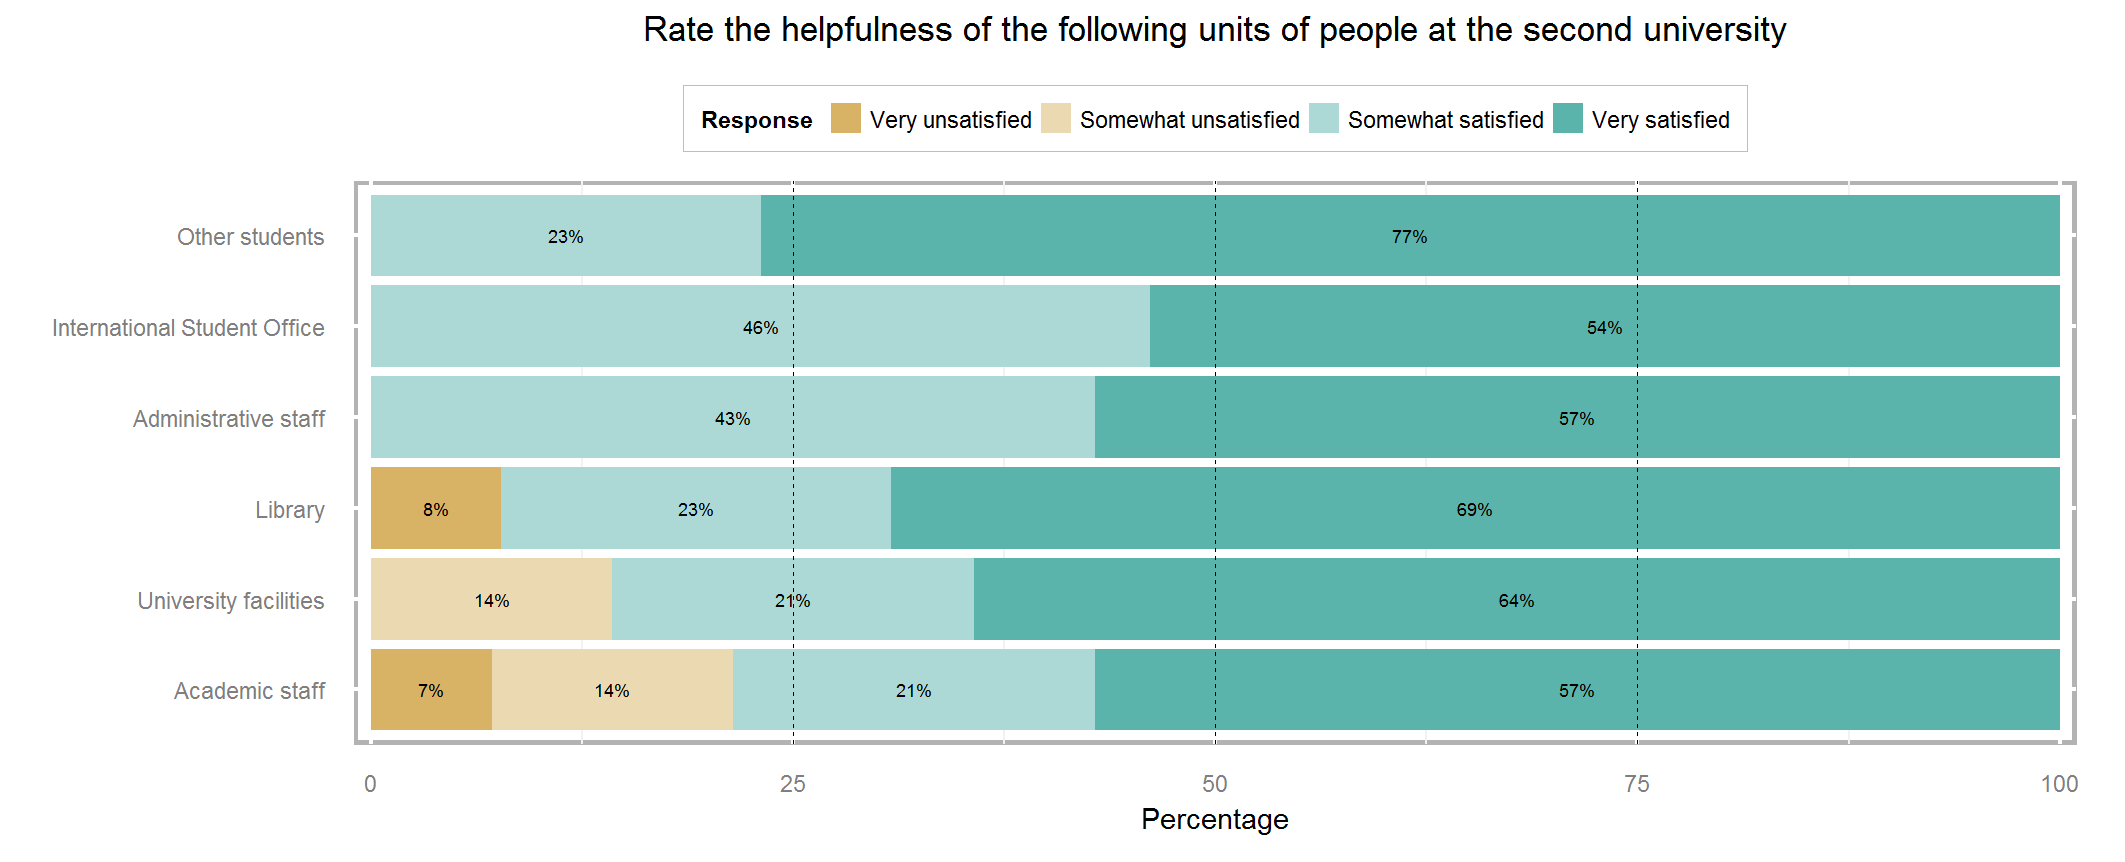 Rate the helpfulness of the following units of people at the second university
Response Very unsatisfied Somewhat unsatisfied Somewhat satisfied Very satisfied
Other students 23% 77%
International Student Office 46% 54%
Administrative staff 43% 57%
Library 8% 23% 69%
University facilities 14% 21% 64%
Academic staff 7% 14% 21% 57%
0 25 50 75 100
Percentage